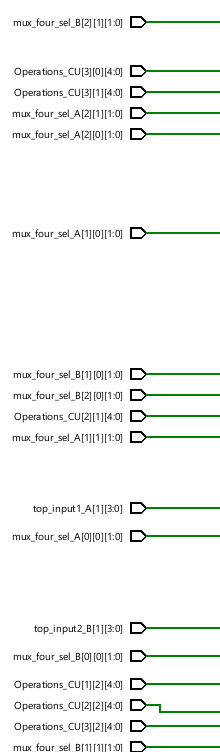 mux_four_sel_B[2][1][1:0]
Operations_CU[3][0][4:0]
Operations_CU[3][1][4:0]
mux_four_sel_A[2][1][1:0]
mux_four_sel_A[2][0][1:0]
mux_four_sel_A[1][0][1:0]
mux_four_sel_B[1][0][1:0]
mux_four_sel_B[2][0][1:0]
Operations_CU[2][1][4:0]
mux_four_sel_A[1][1][1:0]
top_input1_A[1][3:0]
mux_four_sel_A[0][0][1:0]
top_input2_B[1][3:0]
mux_four_sel_B[0][0][1:0]
Operations_CU[1][2][4:0]
Operations_CU[2][2][4:0]
Operations_CU[3][2][4:0]
mux_four_sel_B[1][1][1:0]